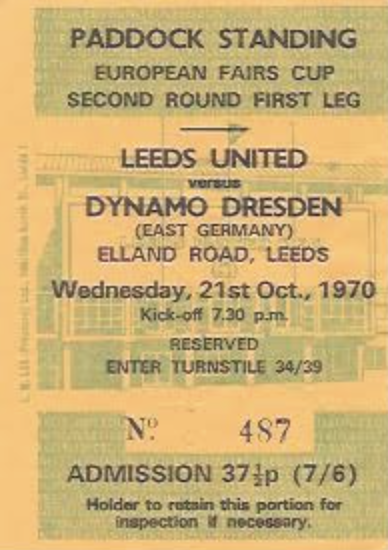 PADDOCK STANDING
EUROPEAN FAIRS CUP
SECOND ROUND FIRST LEG
LEEDS UNITED
versus
DYNAMO DRESDEN
(EAST GERMANY)
ELLAND ROAD, LEEDS
Wednesday, 21st Oct., 1970
Kick-off 7.30 p.m.
RESERVED
ENTER TURNSTILE 34/39
No. 487
ADMISSION 37½p (7/6)
Holder to retain this portion for
inspection if necessary.